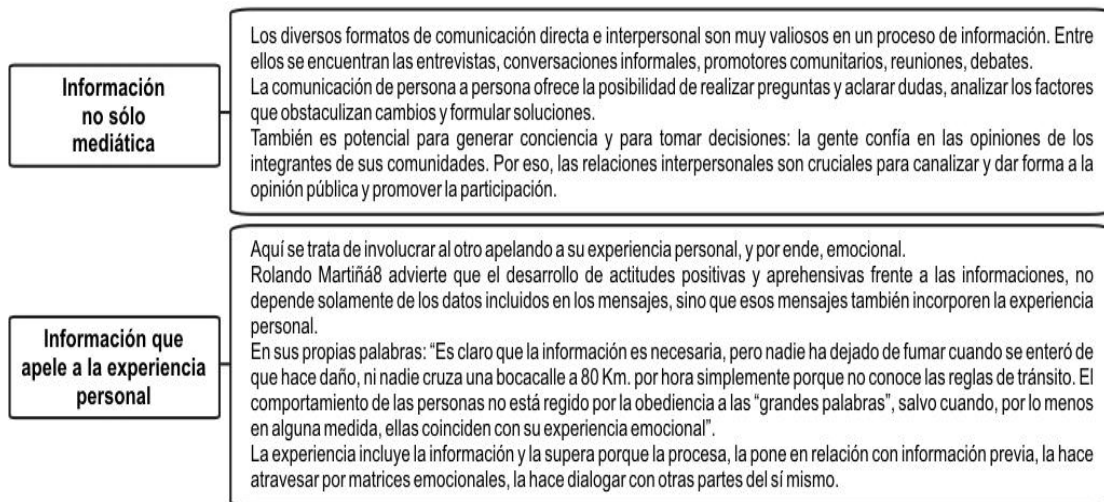 Información
no sólo
mediática
Los diversos formatos de comunicación directa e interpersonal son muy valiosos en un proceso de información. Entre
ellos se encuentran las entrevistas, conversaciones informales, promotores comunitarios, reuniones, debates.
La comunicación de persona a persona ofrece la posibilidad de realizar preguntas y aclarar dudas, analizar los factores
que obstaculizan cambios y formular soluciones.
También es potencial para generar conciencia y para tomar decisiones: la gente confía en las opiniones de los
integrantes de sus comunidades. Por eso, las relaciones interpersonales son cruciales para canalizar y dar forma a la
opinión pública y promover la participación.
Información que
apele a la experiencia
personal
Aquí se trata de involucrar al otro apelando a su experiencia personal, y por ende, emocional.
Rolando Martiñá8 advierte que el desarrollo de actitudes positivas y aprehensivas frente a las informaciones, no
depende solamente de los datos incluidos en los mensajes, sino que esos mensajes también incorporen la experiencia
personal.
En sus propias palabras: “Es claro que la información es necesaria, pero nadie ha dejado de fumar cuando se enteró de
que hace daño, ni nadie cruza una bocacalle a 80 Km. por hora simplemente porque no conoce las reglas de tránsito. El
comportamiento de las personas no está regido por la obediencia a las “grandes palabras”, salvo cuando, por lo menos
en alguna medida, ellas coinciden con su experiencia emocional”.
La experiencia incluye la información y la supera porque la procesa, la pone en relación con información previa, la hace
atravesar por matrices emocionales, la hace dialogar con otras partes del sí mismo.